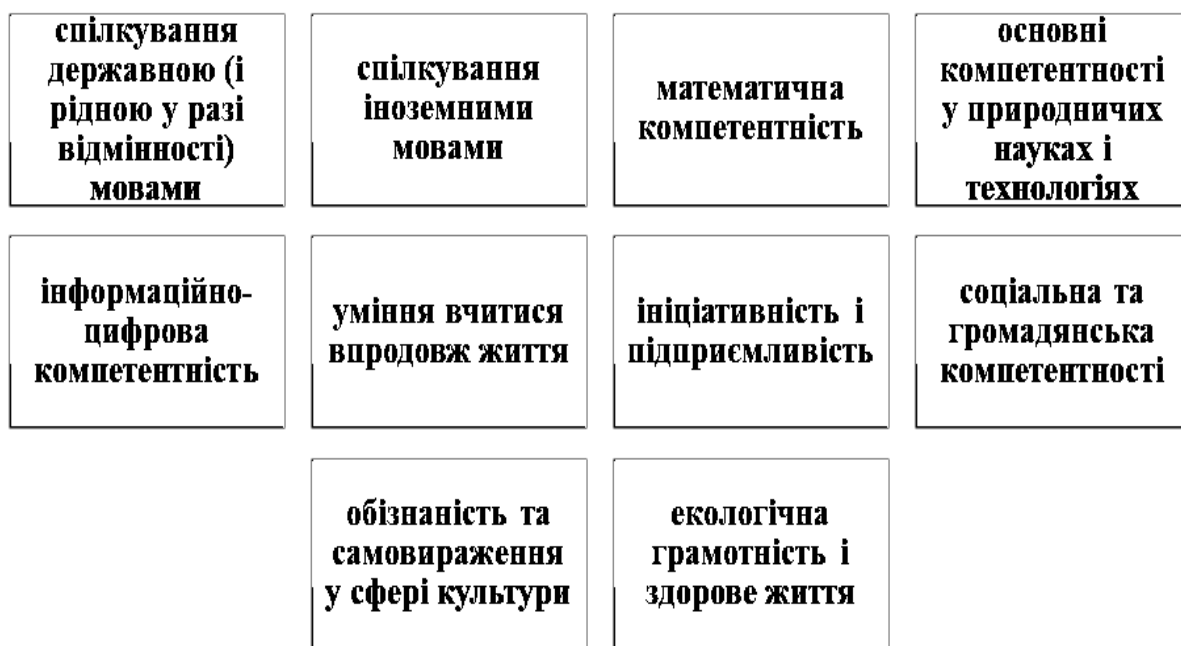 спілкування
державною (і
рідною у разі
відмінності)
мовами
спілкування
іноземними
мовами
математична
компетентність
основні
компетентності
у природничих
науках і
технологіях
інформаційно-
цифрова
компетентність
уміння вчитися
впродовж життя
ініціативність і
підприємливість
соціальна та
громадянська
компетентності
обізнаність та
самовираження
у сфері культури
екологічна
грамотність і
здорове життя